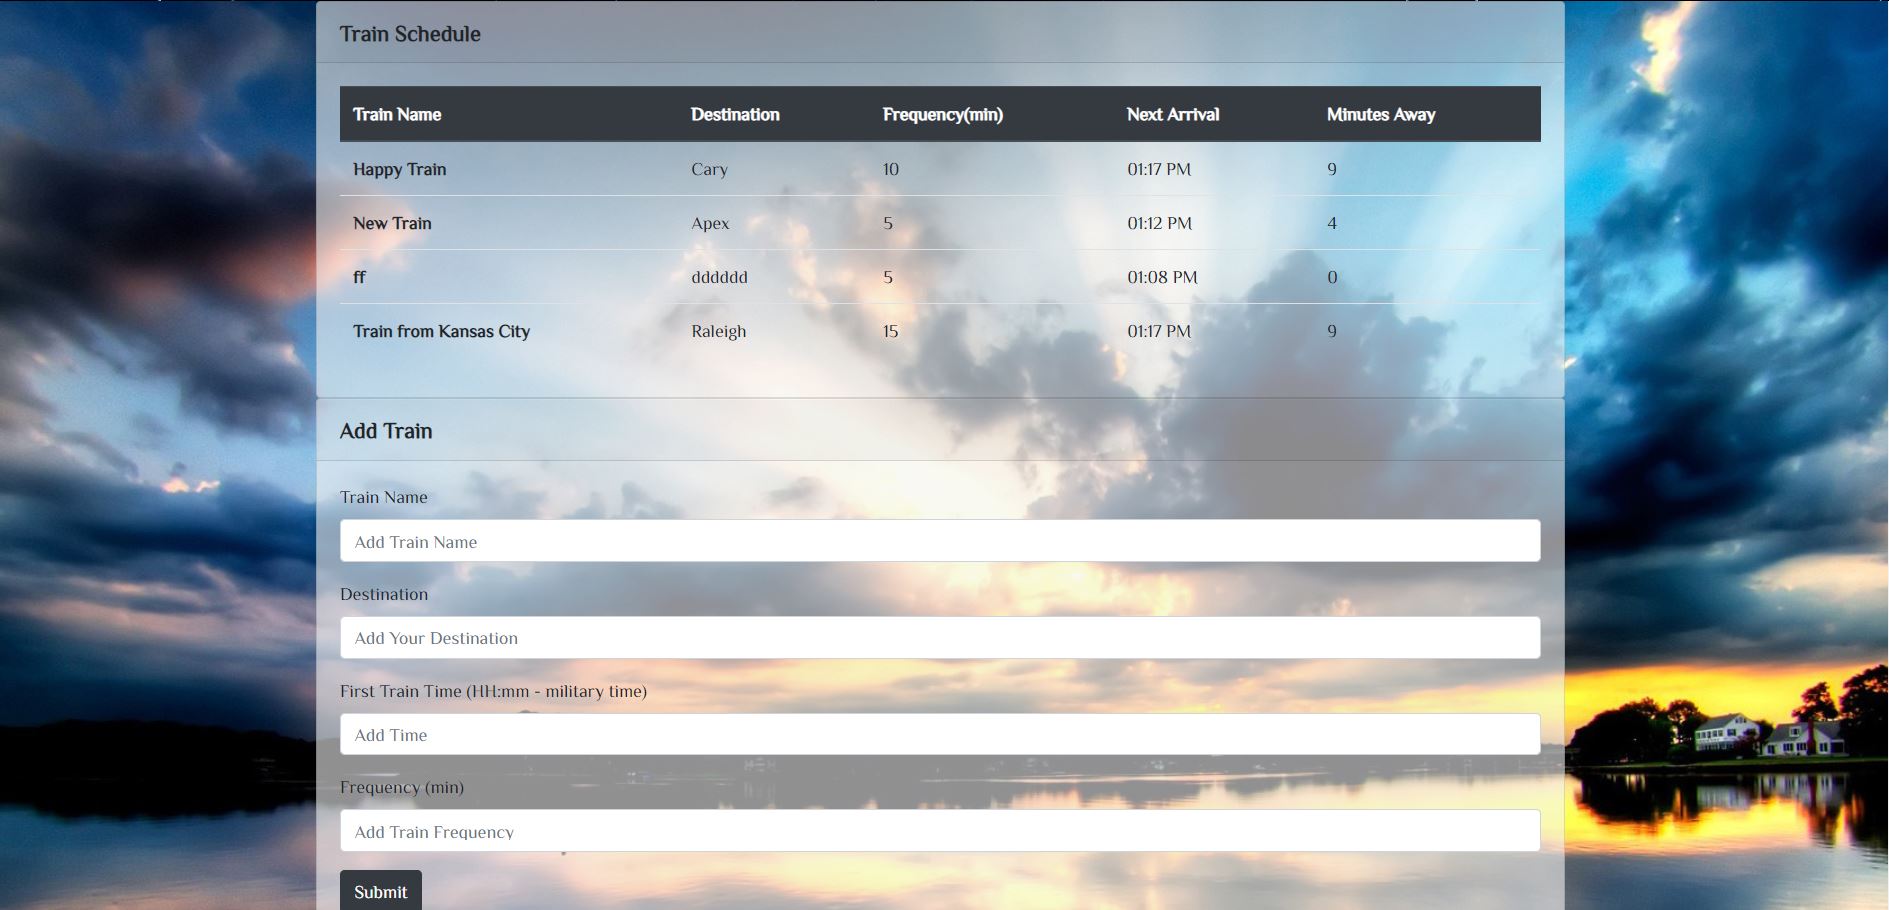 Train Schedule
Train Name Destination Frequency(min) Next Arrival Minutes Away
Happy Train Cary 10 01:17 PM 9
New Train Apex 5 01:12 PM 4
ff dddddd 5 01:08 PM 0
Train from Kansas City Raleigh 15 01:17 PM 9
Add Train
Train Name
Add Train Name
Destination
Add Your Destination
First Train Time (HH:mm - military time)
Add Time
Frequency (min)
Add Train Frequency
Submit